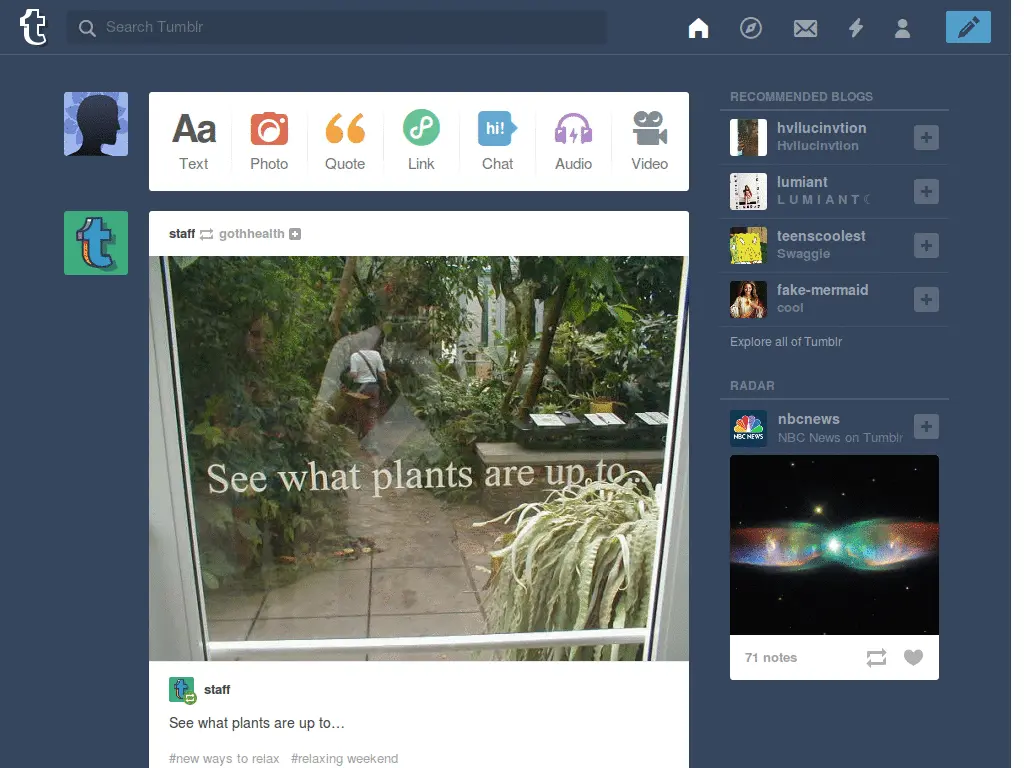 Search Tumblr
Aa
Text
Photo
Quote
Link
hi!
Chat
Audio
Video
staff gothhealth
See what plants are up to...
staff
See what plants are up to…
#new ways to relax #relaxing weekend
RECOMMENDED BLOGS
hvllucinvtion
Hvllucinvtion
lumiant
L U M I A N T ☾
teenscoolest
Swaggie
fake-mermaid
cool
Explore all of Tumblr
RADAR
NBC NEWS
nbcnews
NBC News on Tumblr
71 notes